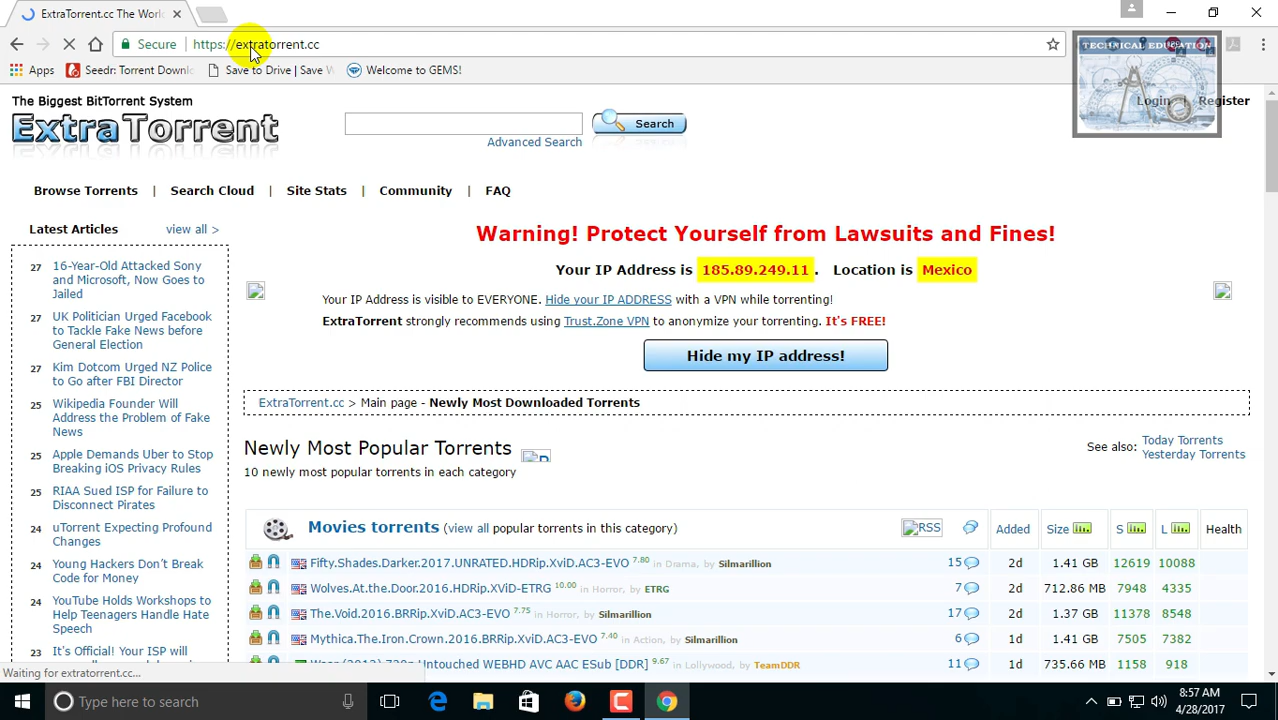 ExtraTorrent.cc The Worl
Secure
https://extratorrent.cc
Apps
Seedr: Torrent Downl
Save to Drive | Save W
Welcome to GEMS!
TECHNICAL EDUCATION
The Biggest BitTorrent System
Login | Register
ExtraTorrent
Search
Advanced Search
Browse Torrents | Search Cloud | Site Stats | Community | FAQ
Latest Articles view all >
27 16-Year-Old Attacked Sony
and Microsoft, Now Goes to
Jailed
27 UK Politician Urged Facebook
to Tackle Fake News before
General Election
27 Kim Dotcom Urged NZ Police
to Go after FBI Director
25 Wikipedia Founder Will
Address the Problem of Fake
News
25 Apple Demands Uber to Stop
Breaking iOS Privacy Rules
25 RIAA Sued ISP for Failure to
Disconnect Pirates
24 uTorrent Expecting Profound
Changes
24 Young Hackers Don't Break
Code for Money
24 YouTube Holds Workshops to
Help Teenagers Handle Hate
Speech
23 It's Official! Your ISP will
Warning! Protect Yourself from Lawsuits and Fines!
Your IP Address is 185.89.249.11. Location is Mexico
Your IP Address is visible to EVERYONE. Hide your IP ADDRESS with a VPN while torrenting!
ExtraTorrent strongly recommends using Trust.Zone VPN to anonymize your torrenting. It's FREE!
Hide my IP address!
ExtraTorrent.cc > Main page - Newly Most Downloaded Torrents
Newly Most Popular Torrents
10 newly most popular torrents in each category
See also: Today Torrents
Yesterday Torrents
Movies torrents (view all popular torrents in this category) RSS Added Size S L Health
Fifty.Shades.Darker.2017.UNRATED.HDRip.XviD.AC3-EVO 7.80 in Drama, by Silmarillion 15 2d 1.41 GB 12619 10088
Wolves.At.the.Door.2016.HDRip.XviD-ETRG 10.00 in Horror, by ETRG 7 2d 712.86 MB 7948 4335
The.Void.2016.BRRip.XviD.AC3-EVO 7.75 in Horror, by Silmarillion 17 2d 1.37 GB 11378 8548
Mythica.The.Iron.Crown.2016.BRRip.XviD.AC3-EVO 7.40 in Action, by Silmarillion 6 1d 1.41 GB 7505 7382
(2012) 720p Untouched WEBHD AVC AAC ESub [DDR] 9.67 in Lollywood, by TeamDDR 11 1d 735.66 MB 1158 918
Waiting for extratorrent.cc...
Type here to search
8:57 AM
4/28/2017